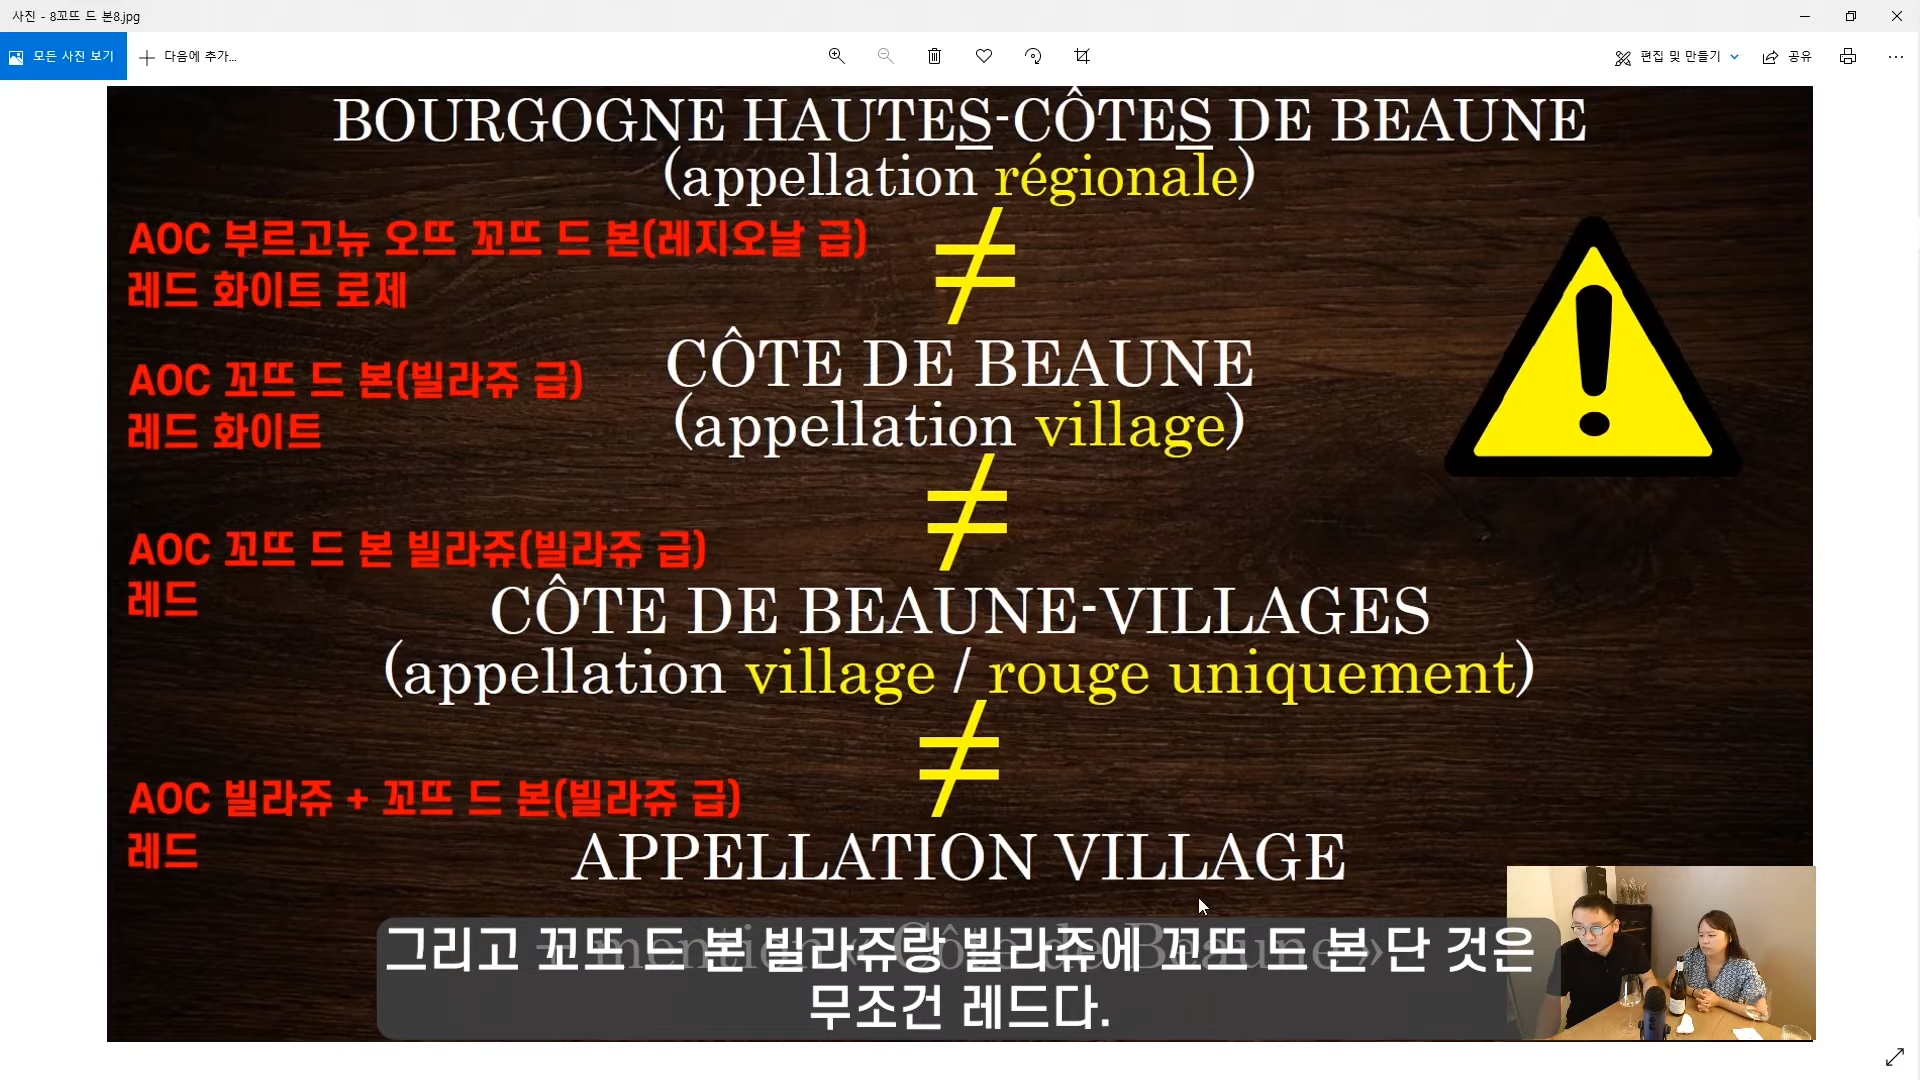 사진 - 8꼬뜨 드 본8.jpg
모든 사진 보기
다음에 추가...
편집 및 만들기
공유
BOURGOGNE HAUTES-CÔTES DE BEAUNE
(appellation régionale)
AOC 부르고뉴 오뜨 꼬뜨 드 본(레지오날 급)
레드 화이트 로제
≠
AOC 꼬뜨 드 본(빌라쥬 급)
레드 화이트
CÔTE DE BEAUNE
(appellation village)
≠
AOC 꼬뜨 드 본 빌라쥬(빌라쥬 급)
레드
CÔTE DE BEAUNE-VILLAGES
(appellation village / rouge uniquement)
≠
AOC 빌라쥬 + 꼬뜨 드 본(빌라쥬 급)
레드
APPELLATION VILLAGE
+ mention « Côte de Beaune »
그리고 꼬뜨 드 본 빌라쥬랑 빌라쥬에 꼬뜨 드 본 단 것은
무조건 레드다.